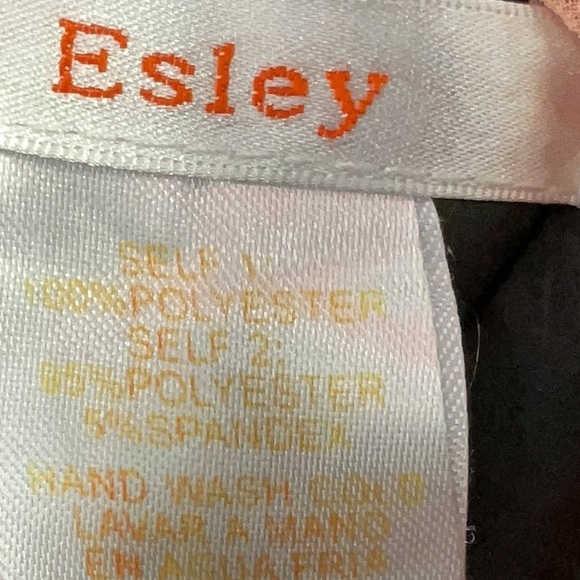 Esley
SELF 1:
100%POLYESTER
SELF 2:
95%POLYESTER
5%SPANDEX
HAND WASH COLD
LAVAR A MANO
EN AGUA FRIA